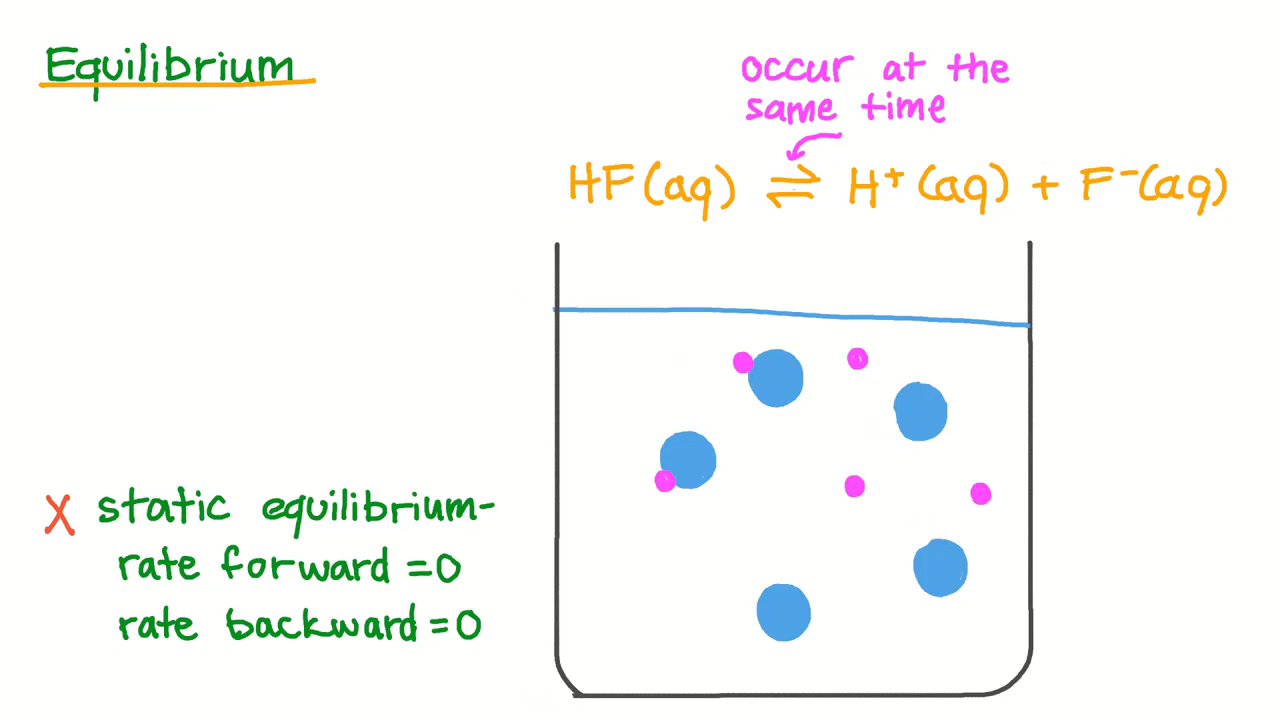 Equilibrium
occur at the
same time
HF(aq) ⇌ H⁺(aq) + F⁻(aq)
X static equilibrium-
rate forward =0
rate backward =0